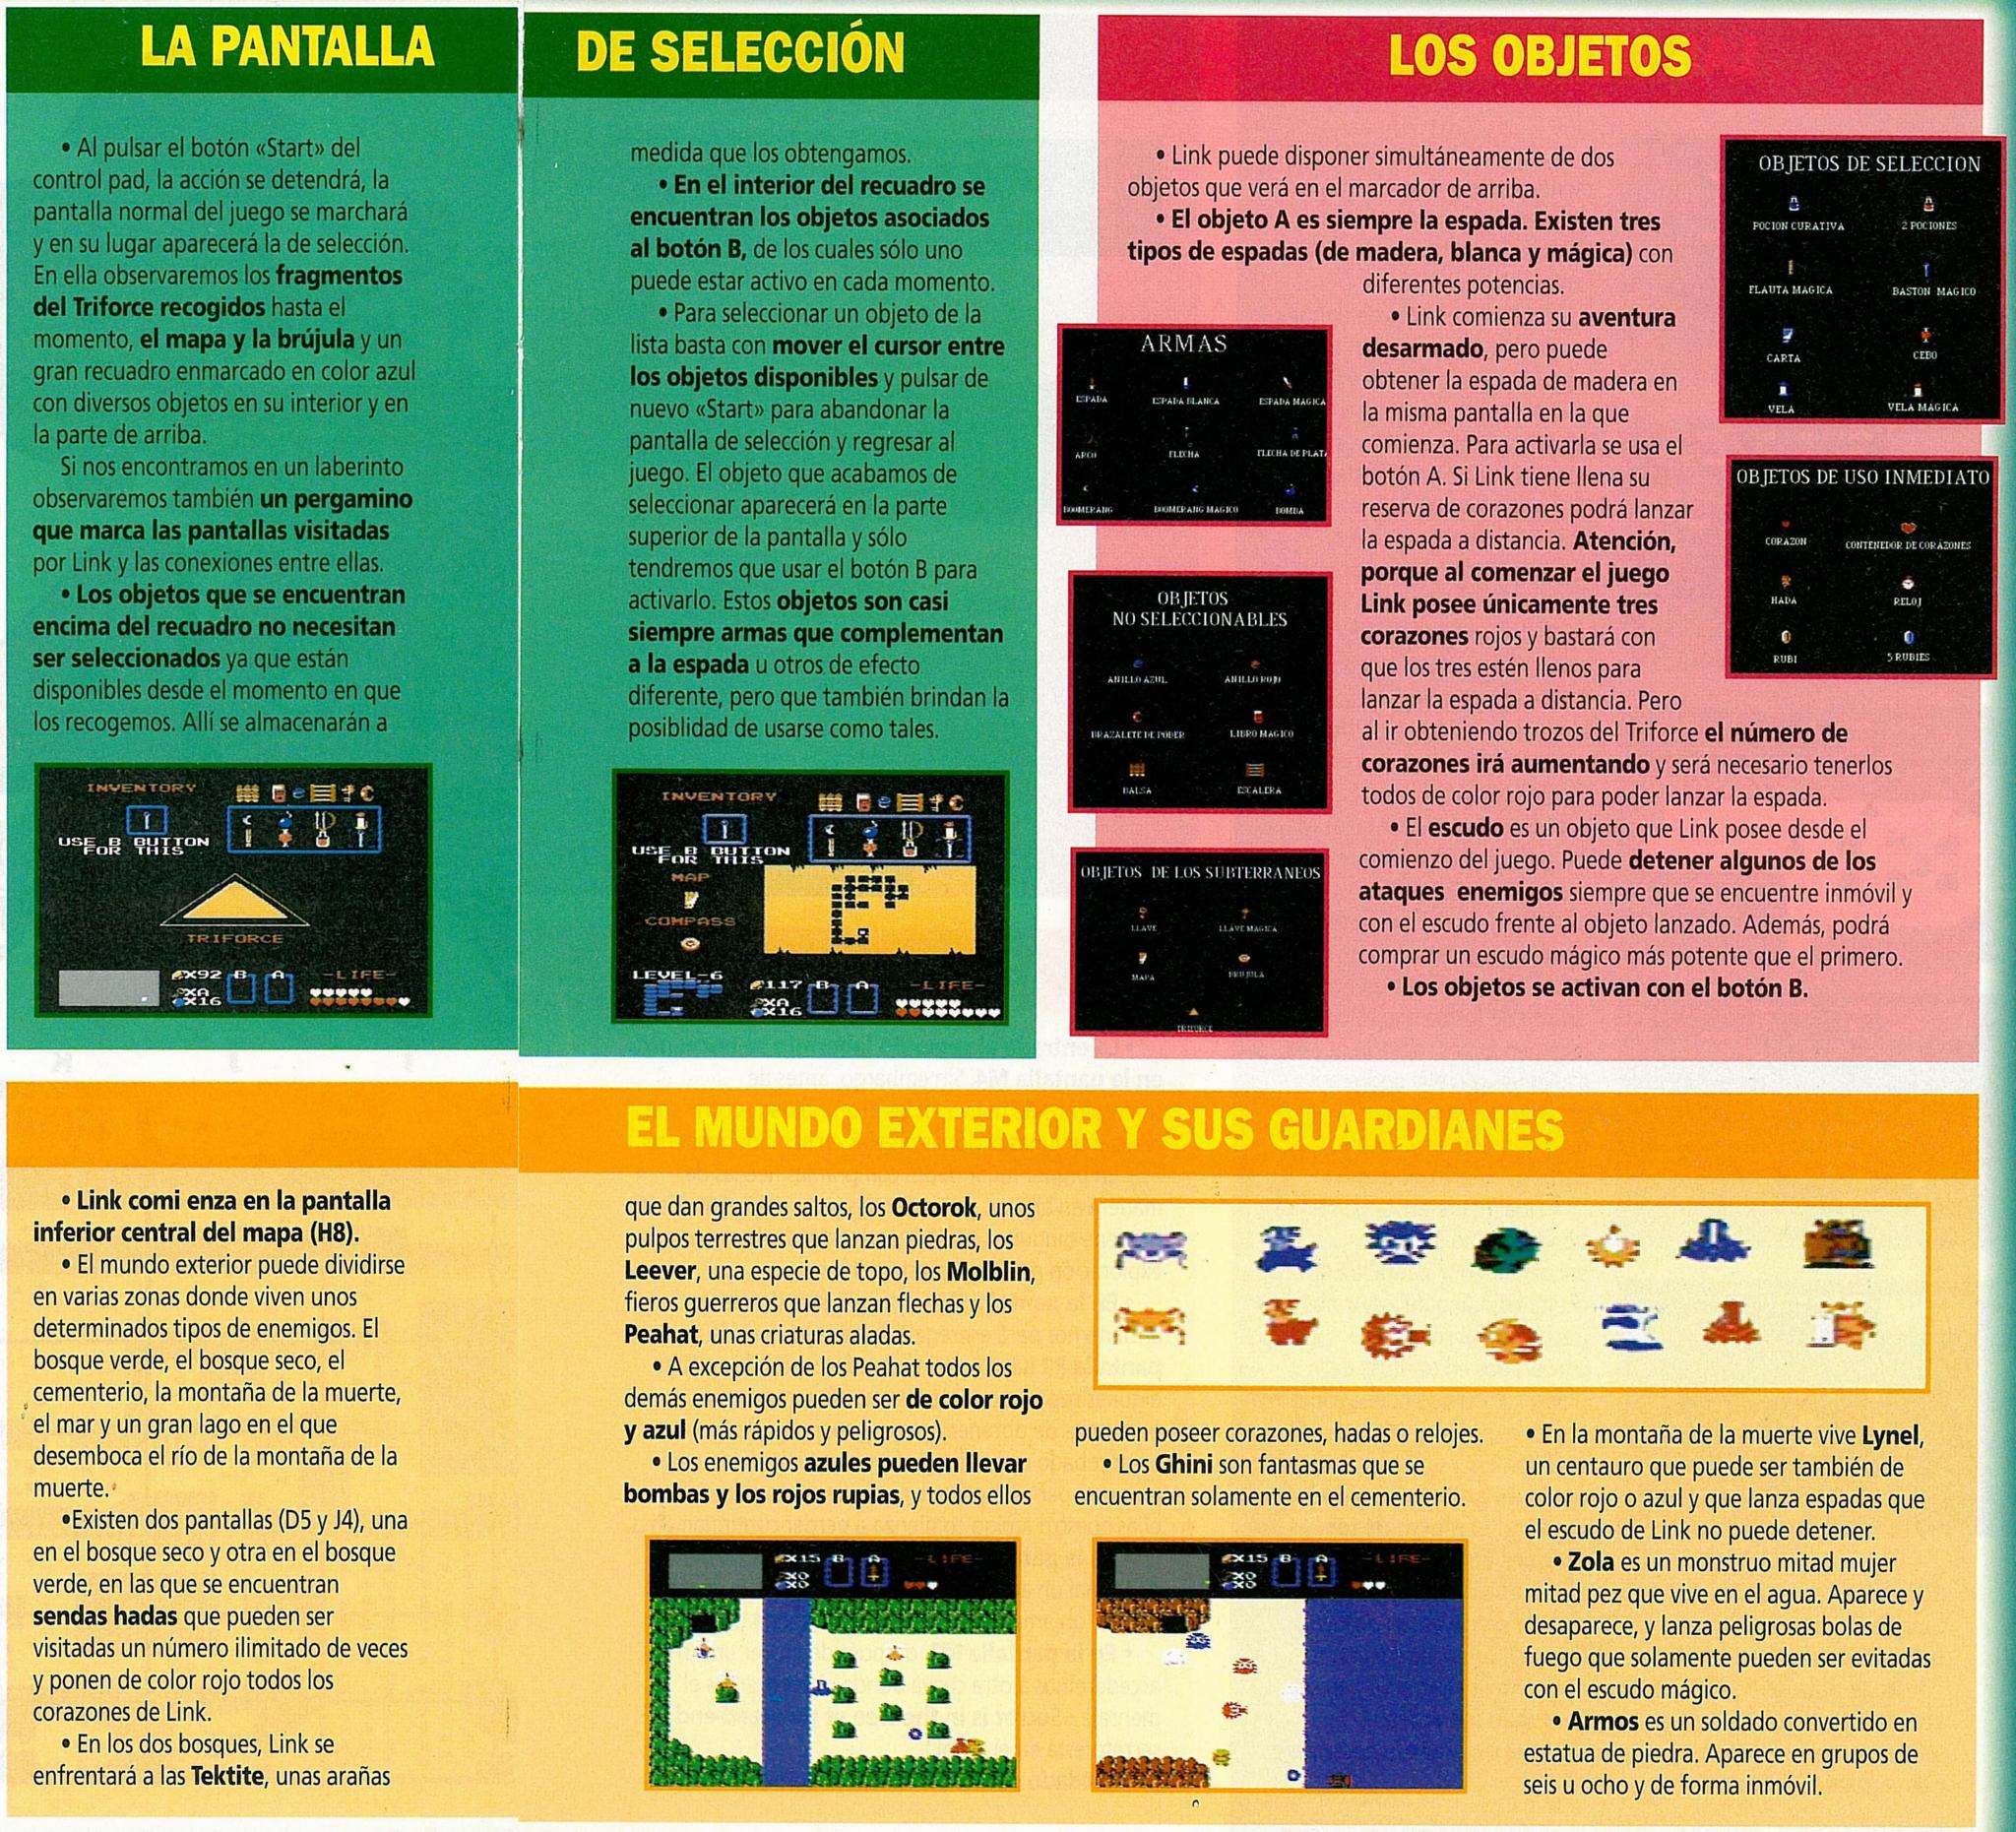 LA PANTALLA
DE SELECCIÓN
• Al pulsar el botón «Start» del
control pad, la acción se detendrá, la
pantalla normal del juego se marchará
y en su lugar aparecerá la de selección.
En ella observaremos los fragmentos
del Triforce recogidos hasta el
momento, el mapa y la brújula y un
gran recuadro enmarcado en color azul
con diversos objetos en su interior y en
la parte de arriba.
Si nos encontramos en un laberinto
observaremos también un pergamino
que marca las pantallas visitadas
por Link y las conexiones entre ellas.
• Los objetos que se encuentran
encima del recuadro no necesitan
ser seleccionados ya que están
disponibles desde el momento en que
los recogemos. Allí se almacenarán a
INVENTORY
USE B BUTTON
FOR THIS
TRIFORCE
X92 B A -LIFE-
XA
X16
medida que los obtengamos.
• En el interior del recuadro se
encuentran los objetos asociados
al botón B, de los cuales sólo uno
puede estar activo en cada momento.
• Para seleccionar un objeto de la
lista basta con mover el cursor entre
los objetos disponibles y pulsar de
nuevo «Start» para abandonar la
pantalla de selección y regresar al
juego. El objeto que acabamos de
seleccionar aparecerá en la parte
superior de la pantalla y sólo
tendremos que usar el botón B para
activarlo. Estos objetos son casi
siempre armas que complementan
a la espada u otros de efecto
diferente, pero que también brindan la
posiblidad de usarse como tales.
INVENTORY
USE B BUTTON
FOR THIS
MAP
COMPASS
LEVEL-6
117 B A -LIFE-
XA
X16
LOS OBJETOS
• Link puede disponer simultáneamente de dos
objetos que verá en el marcador de arriba.
• El objeto A es siempre la espada. Existen tres
tipos de espadas (de madera, blanca y mágica) con
diferentes potencias.
• Link comienza su aventura
desarmado, pero puede
obtener la espada de madera en
la misma pantalla en la que
comienza. Para activarla se usa el
botón A. Si Link tiene llena su
reserva de corazones podrá lanzar
la espada a distancia. Atención,
porque al comenzar el juego
Link posee únicamente tres
corazones rojos y bastará con
que los tres estén llenos para
lanzar la espada a distancia. Pero
al ir obteniendo trozos del Triforce el número de
corazones irá aumentando y será necesario tenerlos
todos de color rojo para poder lanzar la espada.
• El escudo es un objeto que Link posee desde el
comienzo del juego. Puede detener algunos de los
ataques enemigos siempre que se encuentre inmóvil y
con el escudo frente al objeto lanzado. Además, podrá
comprar un escudo mágico más potente que el primero.
• Los objetos se activan con el botón B.
ARMAS
ESPADA ESPADA BLANCA ESPADA MAGICA
ARCO FLECHA FLECHA DE PLATA
BOOMERANG BOOMERANG MAGICO BOMBA
OBJETOS
NO SELECCIONABLES
ANILLO AZUL ANILLO ROJO
BRAZALETE DE PODER LIBRO MAGICO
BALSA ESCALERA
OBJETOS DE LOS SUBTERRANEOS
LLAVE LLAVE MAGICA
MAPA BRUJULA
TRIFORCE
OBJETOS DE SELECCION
POCION CURATIVA 2 POCIONES
FLAUTA MAGICA BASTON MAGICO
CARTA CEBO
VELA VELA MAGICA
OBJETOS DE USO INMEDIATO
CORAZON CONTENEDOR DE CORAZONES
HADA RELOJ
RUBI 5 RUBIES
EL MUNDO EXTERIOR Y SUS GUARDIANES
• Link comi enza en la pantalla
inferior central del mapa (H8).
• El mundo exterior puede dividirse
en varias zonas donde viven unos
determinados tipos de enemigos. El
bosque verde, el bosque seco, el
cementerio, la montaña de la muerte,
el mar y un gran lago en el que
desemboca el río de la montaña de la
muerte.
•Existen dos pantallas (D5 y J4), una
en el bosque seco y otra en el bosque
verde, en las que se encuentran
sendas hadas que pueden ser
visitadas un número ilimitado de veces
y ponen de color rojo todos los
corazones de Link.
• En los dos bosques, Link se
enfrentará a las Tektite, unas arañas
que dan grandes saltos, los Octorok, unos
pulpos terrestres que lanzan piedras, los
Leever, una especie de topo, los Molblin,
fieros guerreros que lanzan flechas y los
Peahat, unas criaturas aladas.
• A excepción de los Peahat todos los
demás enemigos pueden ser de color rojo
y azul (más rápidos y peligrosos).
• Los enemigos azules pueden llevar
bombas y los rojos rupias, y todos ellos
X15 B A -LIFE-
X0
X0
pueden poseer corazones, hadas o relojes.
• Los Ghini son fantasmas que se
encuentran solamente en el cementerio.
X15 B A -LIFE-
X0
X0
• En la montaña de la muerte vive Lynel,
un centauro que puede ser también de
color rojo o azul y que lanza espadas que
el escudo de Link no puede detener.
• Zola es un monstruo mitad mujer
mitad pez que vive en el agua. Aparece y
desaparece, y lanza peligrosas bolas de
fuego que solamente pueden ser evitadas
con el escudo mágico.
• Armos es un soldado convertido en
estatua de piedra. Aparece en grupos de
seis u ocho y de forma inmóvil.